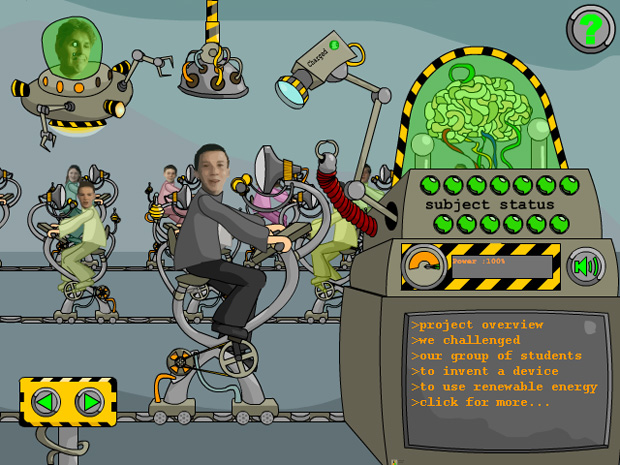 ?
Charged
subject status
Power :100%
>project overview
>we challenged
>our group of students
>to invent a device
>to use renewable energy
>click for more...